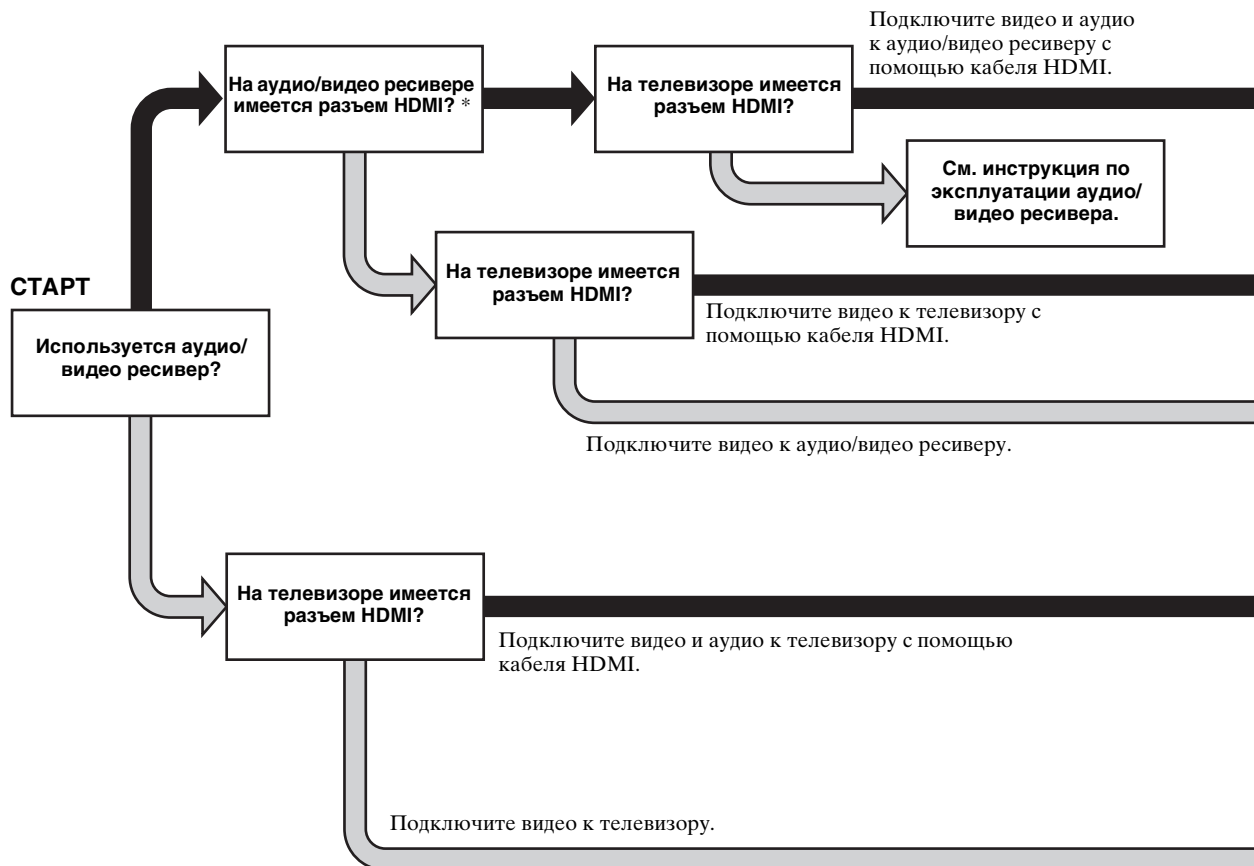 Подключите видео и аудио
к аудио/видео ресиверу с
помощью кабеля HDMI.
На аудио/видео ресивере
имеется разъем HDMI? *
На телевизоре имеется
разъем HDMI?
См. инструкция по
эксплуатации аудио/
видео ресивера.
На телевизоре имеется
разъем HDMI?
СТАРТ
Подключите видео к телевизору с
помощью кабеля HDMI.
Используется аудио/
видео ресивер?
Подключите видео к аудио/видео ресиверу.
На телевизоре имеется
разъем HDMI?
Подключите видео и аудио к телевизору с помощью
кабеля HDMI.
Подключите видео к телевизору.